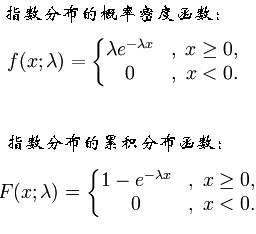 指数分布的概率密度函数:
f(x;λ) = { λe^{-λx} , x ≥ 0,
0 , x < 0.
指数分布的累积分布函数:
F(x;λ) = { 1 − e^{-λx} , x ≥ 0,
0 , x < 0.